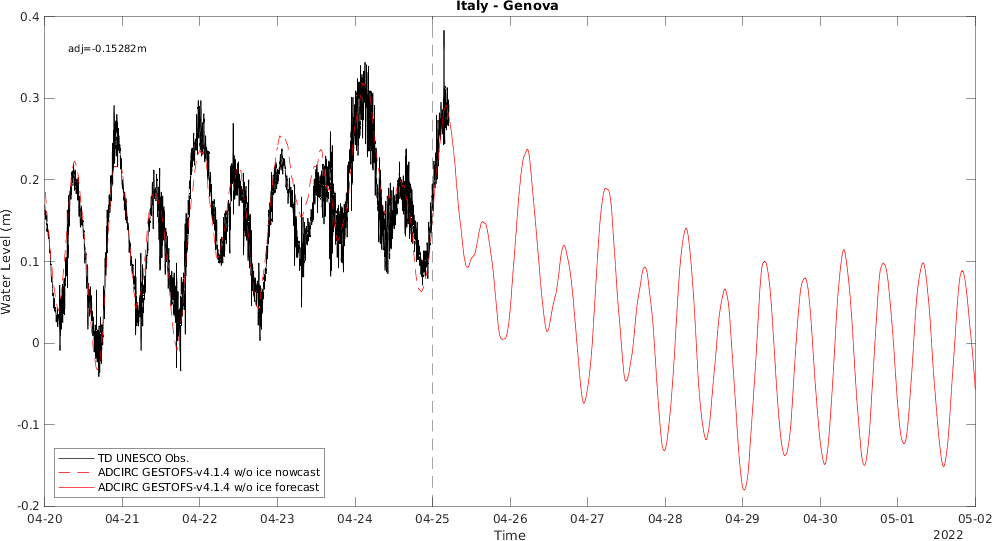 Italy - Genova
adj=-0.15282m
0.4
0.3
0.2
0.1
0
-0.1
-0.2
Water Level (m)
TD UNESCO Obs.
ADCIRC GESTOFS-v4.1.4 w/o ice nowcast
ADCIRC GESTOFS-v4.1.4 w/o ice forecast
04-20 04-21 04-22 04-23 04-24 04-25 04-26 04-27 04-28 04-29 04-30 05-01 05-02
Time
2022